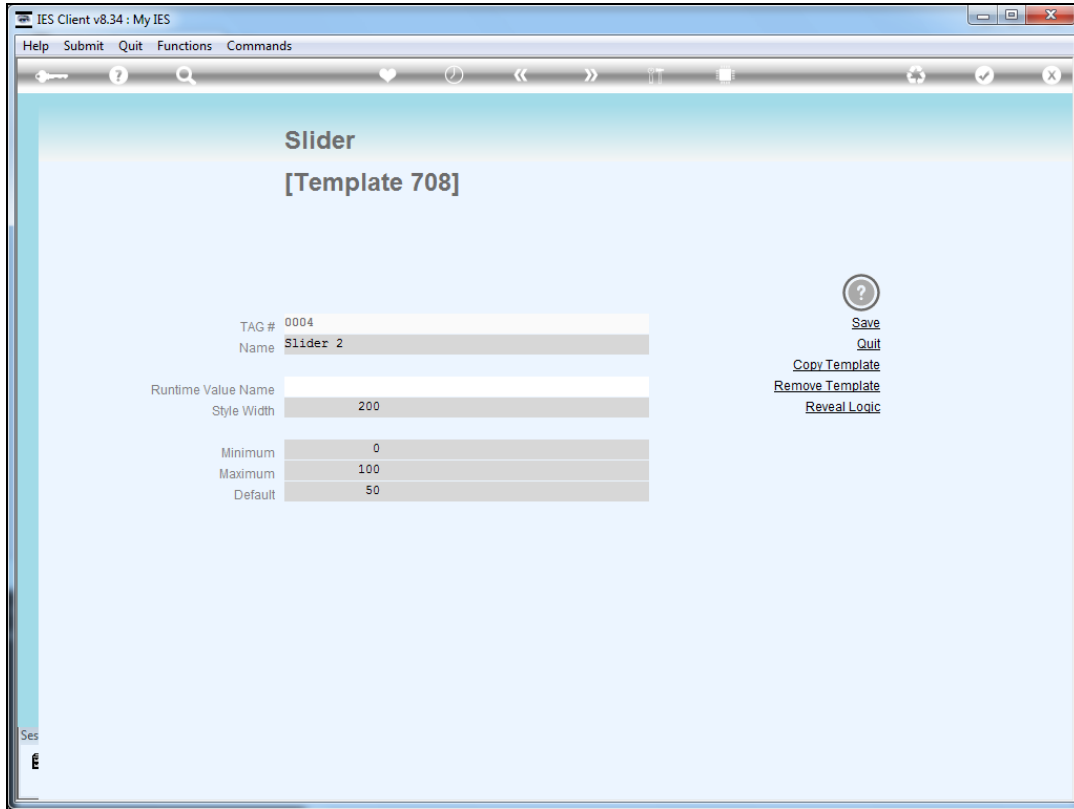 IES Client v8.34 : My IES
Help Submit Quit Functions Commands
Slider
[Template 708]
TAG # 0004
Name Slider 2
Runtime Value Name
Style Width 200
Minimum 0
Maximum 100
Default 50
Save
Quit
Copy Template
Remove Template
Reveal Logic
Ses